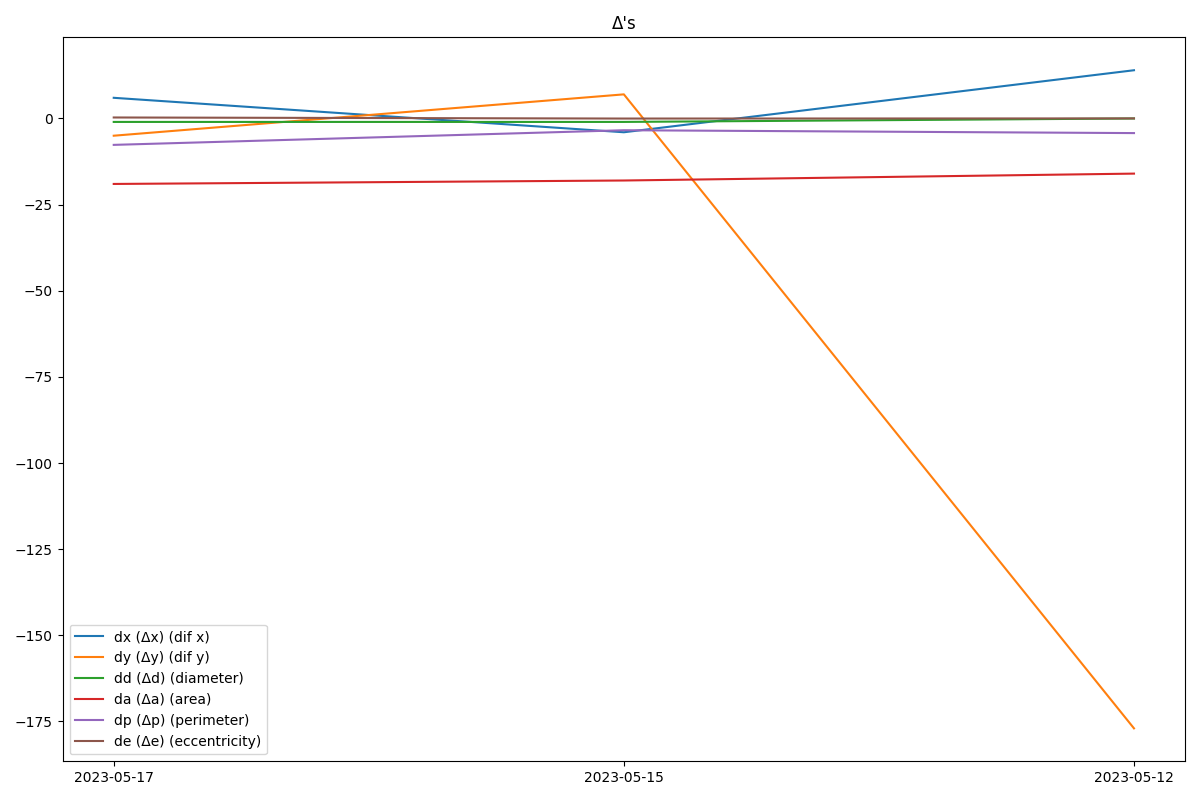 Δ's
0
−25
−50
−75
−100
−125
−150
−175
dx (Δx) (dif x)
dy (Δy) (dif y)
dd (Δd) (diameter)
da (Δa) (area)
dp (Δp) (perimeter)
de (Δe) (eccentricity)
2023-05-17
2023-05-15
2023-05-12